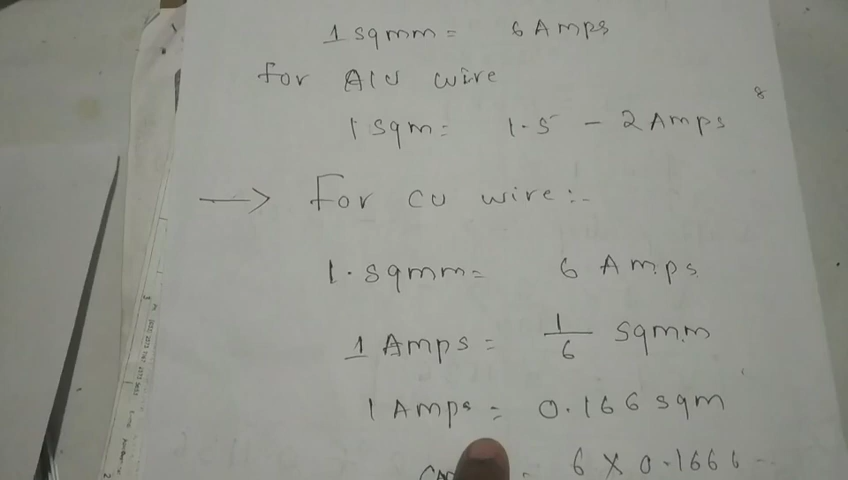 1 sqmm = 6 Amps
For Alu wire
1 sqm = 1.5 - 2 Amps
8
→ For cu wire :-
1. sqmm = 6 Amps
1 Amps = 1/6 sqmm
1 Amps = 0.166 sqm
6 X 0.1666